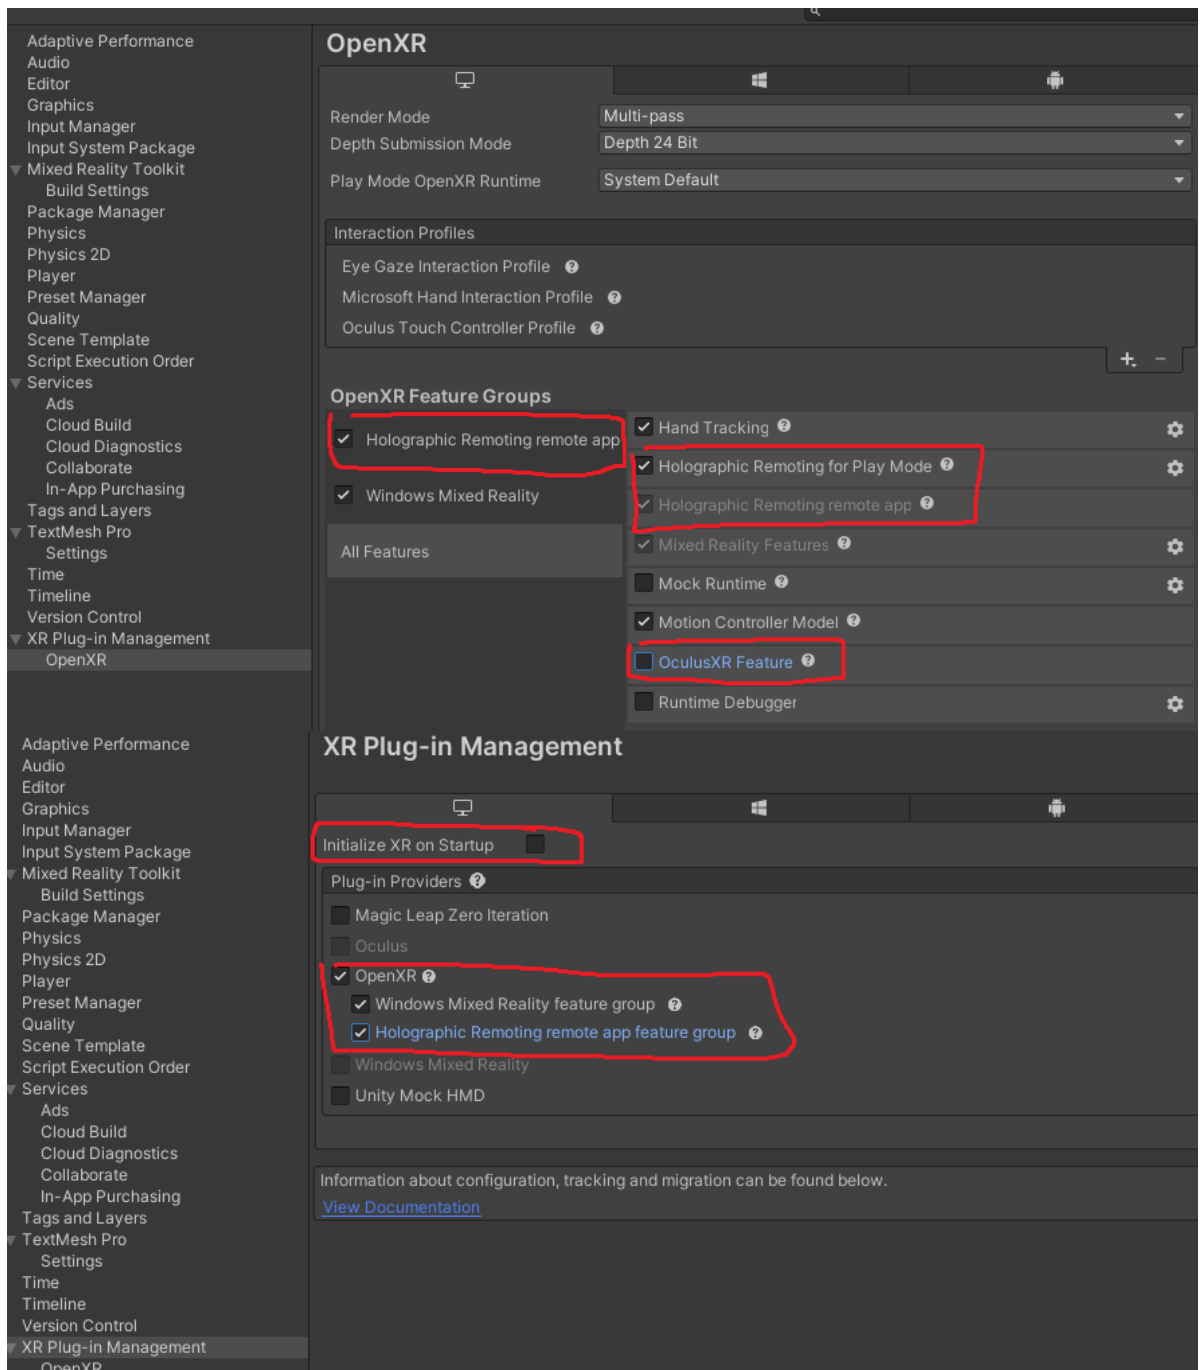 Adaptive Performance
Audio
Editor
Graphics
Input Manager
Input System Package
Mixed Reality Toolkit
Build Settings
Package Manager
Physics
Physics 2D
Player
Preset Manager
Quality
Scene Template
Script Execution Order
Services
Ads
Cloud Build
Cloud Diagnostics
Collaborate
In-App Purchasing
Tags and Layers
TextMesh Pro
Settings
Time
Timeline
Version Control
XR Plug-in Management
OpenXR
OpenXR
Render Mode Multi-pass
Depth Submission Mode Depth 24 Bit
Play Mode OpenXR Runtime System Default
Interaction Profiles
Eye Gaze Interaction Profile
Microsoft Hand Interaction Profile
Oculus Touch Controller Profile
OpenXR Feature Groups
Holographic Remoting remote app
Windows Mixed Reality
All Features
Hand Tracking
Holographic Remoting for Play Mode
Holographic Remoting remote app
Mixed Reality Features
Mock Runtime
Motion Controller Model
OculusXR Feature
Runtime Debugger
Adaptive Performance
Audio
Editor
Graphics
Input Manager
Input System Package
Mixed Reality Toolkit
Build Settings
Package Manager
Physics
Physics 2D
Player
Preset Manager
Quality
Scene Template
Script Execution Order
Services
Ads
Cloud Build
Cloud Diagnostics
Collaborate
In-App Purchasing
Tags and Layers
TextMesh Pro
Settings
Time
Timeline
Version Control
XR Plug-in Management
OpenXR
XR Plug-in Management
Initialize XR on Startup
Plug-in Providers
Magic Leap Zero Iteration
Oculus
OpenXR
Windows Mixed Reality feature group
Holographic Remoting remote app feature group
Windows Mixed Reality
Unity Mock HMD
Information about configuration, tracking and migration can be found below.
View Documentation